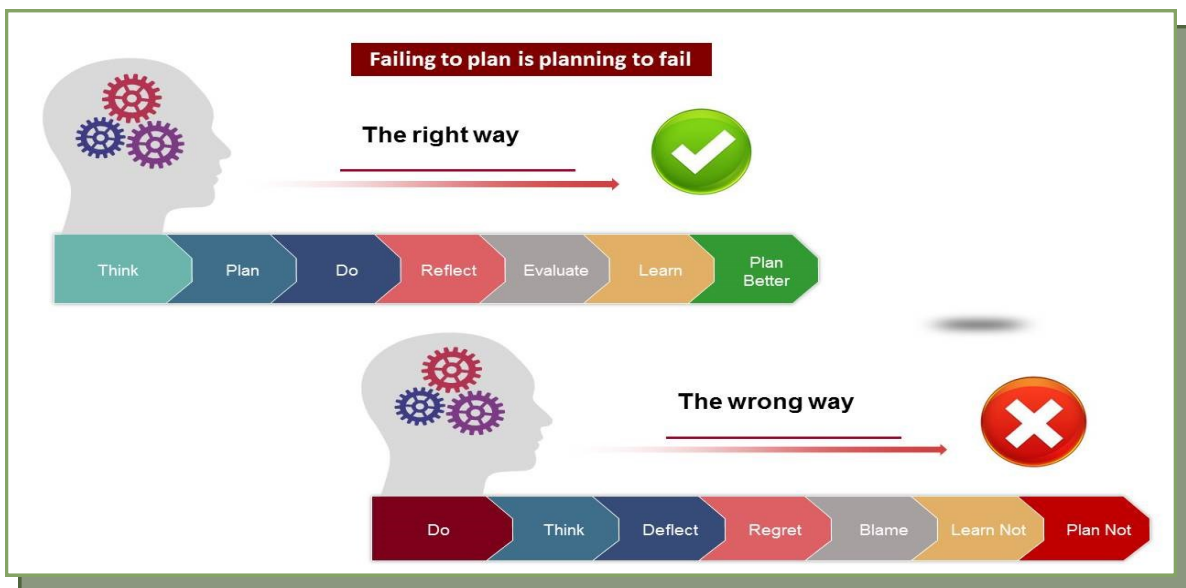 Failing to plan is planning to fail
The right way
Think
Plan
Do
Reflect
Evaluate
Learn
Plan
Better
The wrong way
Do
Think
Deflect
Regret
Blame
Learn Not
Plan Not